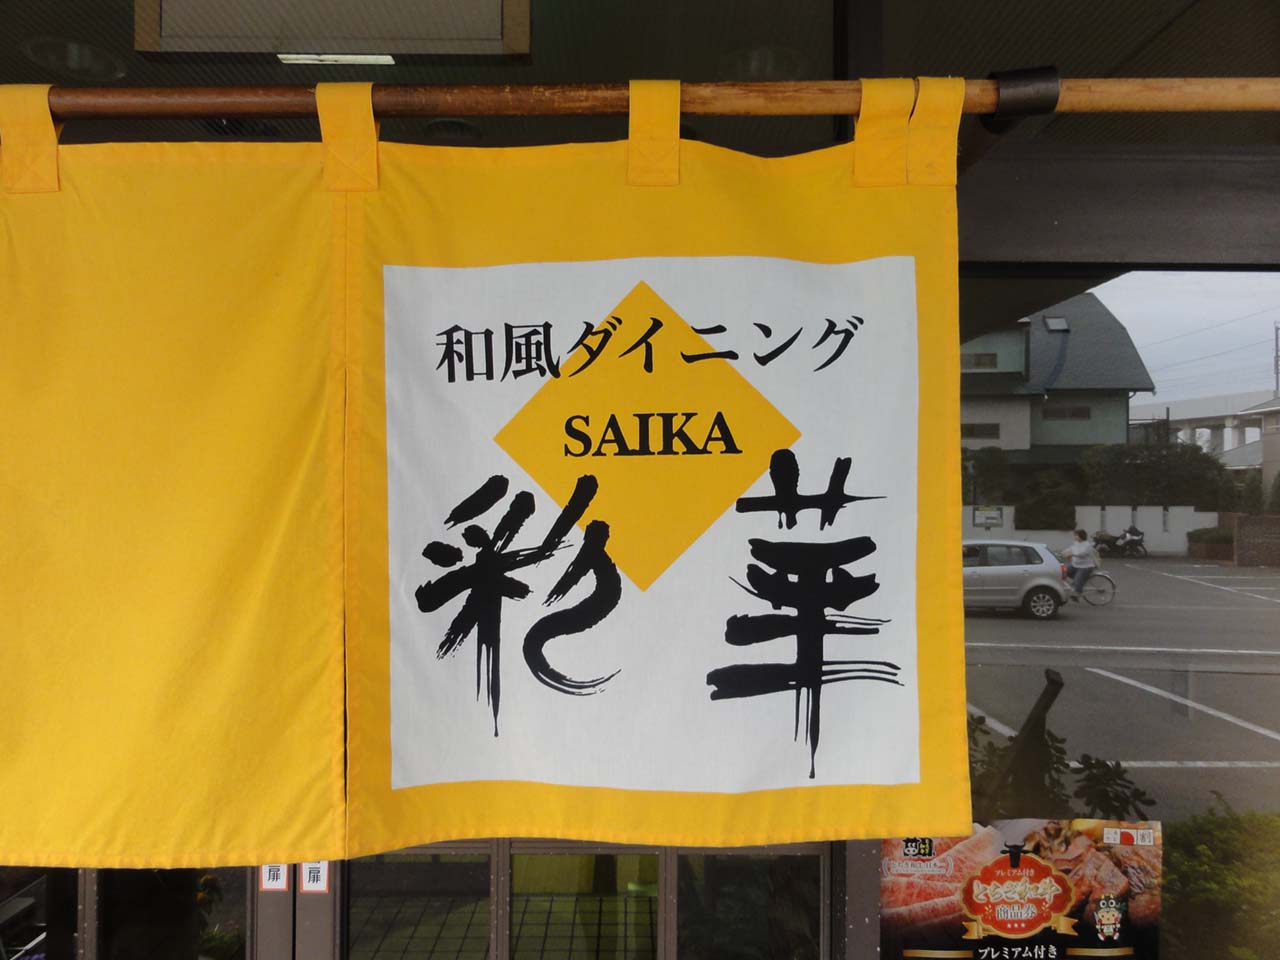 和風ダイニング
SAIKA
彩華
扉
扉
プレミアム付き
とちぎ和牛
商品券
プレミアム付き